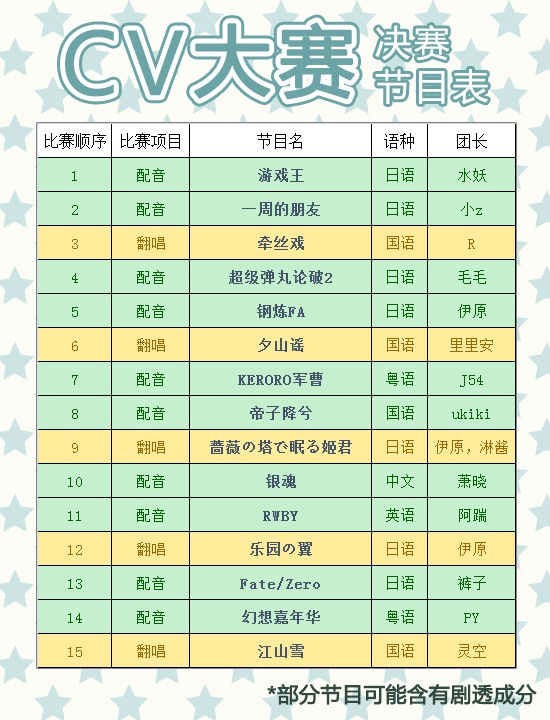 CV大赛 决赛
节目表
比赛顺序 比赛项目 节目名 语种 团长
1 配音 游戏王 日语 水妖
2 配音 一周的朋友 日语 小z
3 翻唱 牵丝戏 国语 R
4 配音 超级弹丸论破2 日语 毛毛
5 配音 钢炼FA 日语 伊原
6 翻唱 夕山谣 国语 里里安
7 配音 KERORO军曹 粤语 J54
8 配音 帝子降兮 国语 ukiki
9 翻唱 薔薇の塔で眠る姬君 日语 伊原，淋酱
10 配音 银魂 中文 萧晓
11 配音 RWBY 英语 阿踹
12 翻唱 乐园の翼 日语 伊原
13 配音 Fate/Zero 日语 裤子
14 配音 幻想嘉年华 粤语 PY
15 翻唱 江山雪 国语 灵空
*部分节目可能含有剧透成分